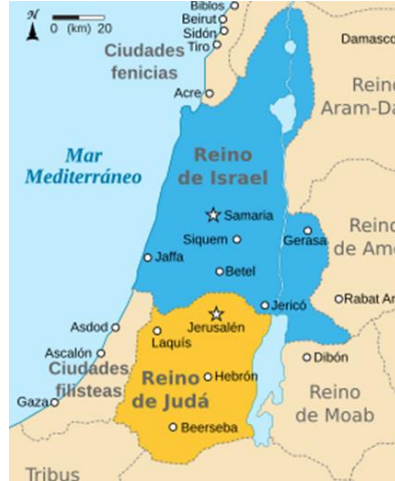 Biblos
N
Beirut
0 (km) 20
Sidón
Tiro
Damasco
Ciudades
fenicias
Reino
Aram-Da
Acre
Mar
Mediterráneo
Reino
de Israel
Samaria
Siquem
Gerasa
Reino
de Amó
Jaffa
Betel
Jericó
Rabat Am
Asdod
Jerusalén
Laquís
Ascalón
Ciudades
filisteas
Dibón
Reino
de Judá
Hebrón
Reino
de Moab
Gaza
Beerseba
Tribus